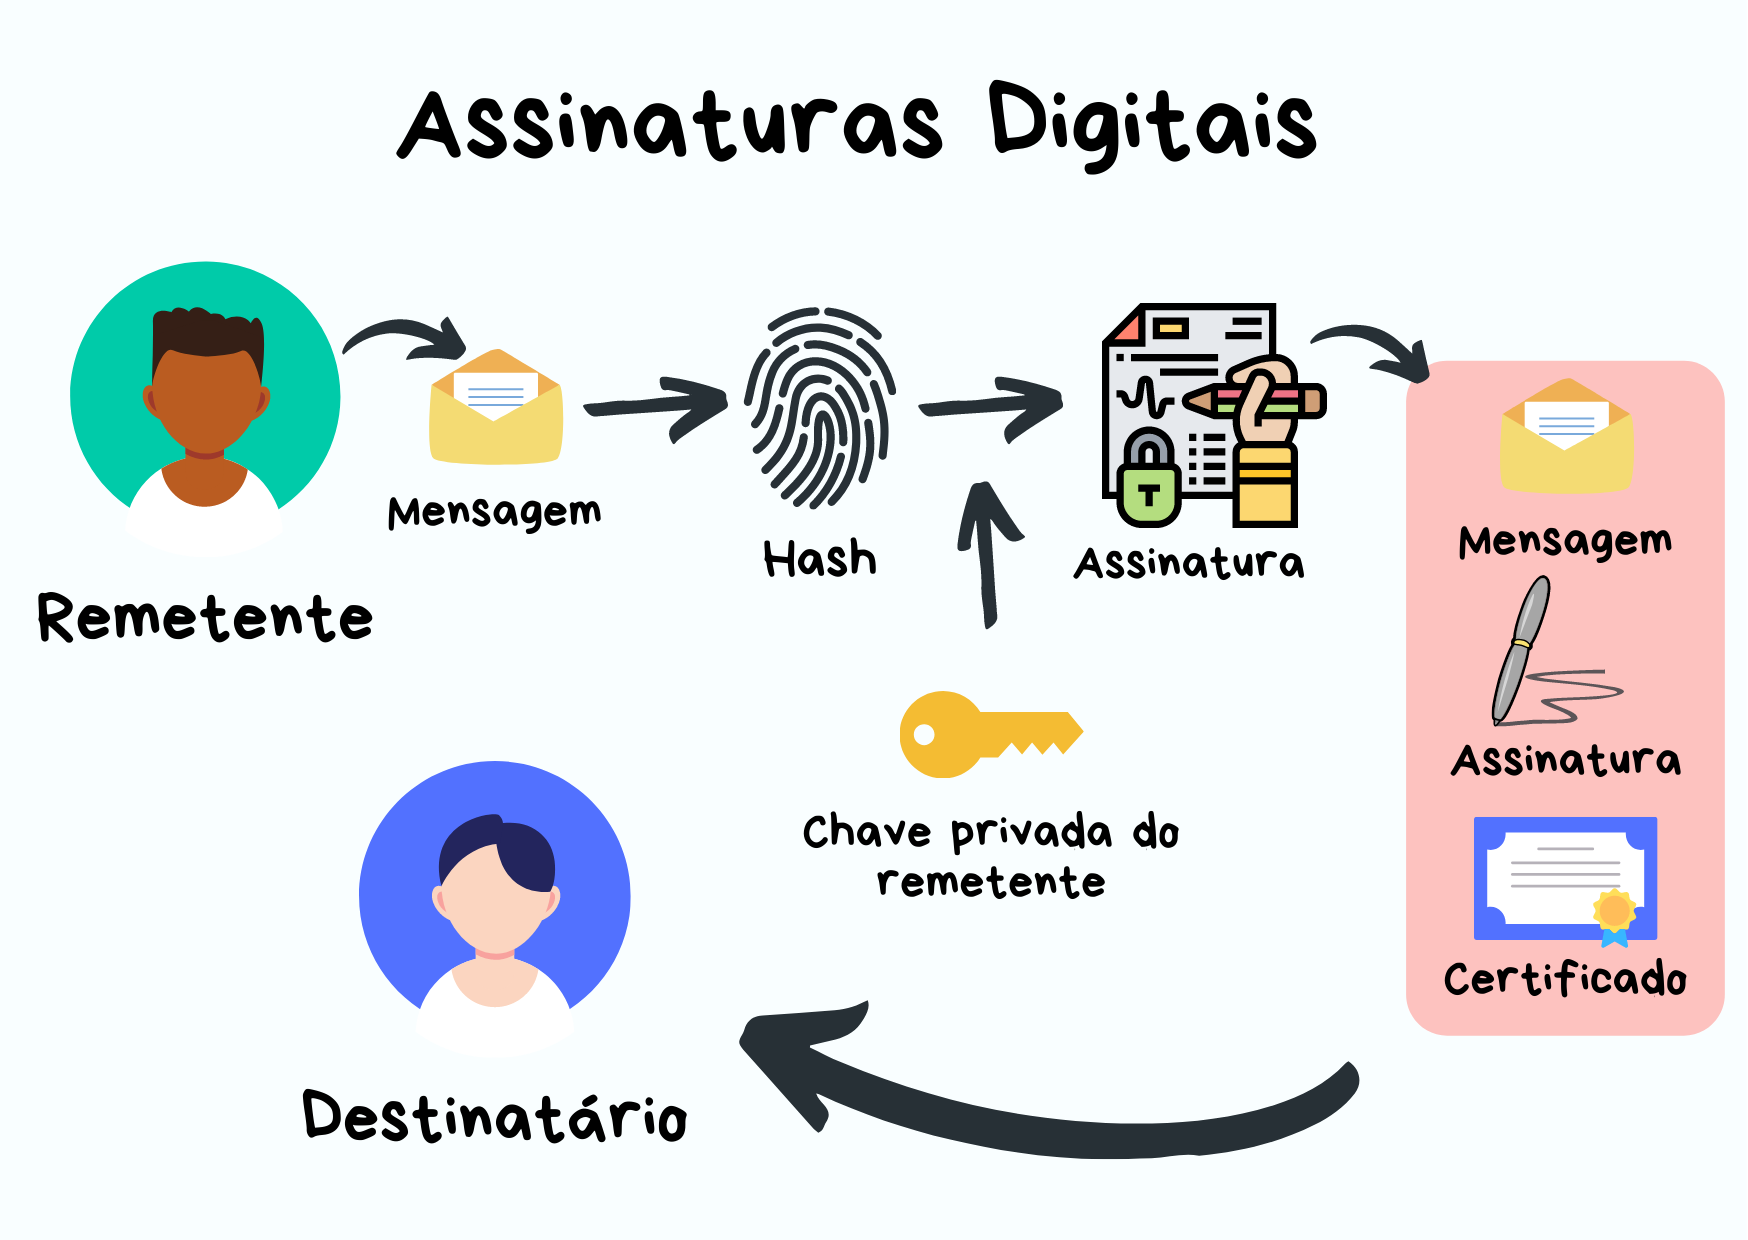 Assinaturas Digitais
Remetente
Mensagem
Hash
Assinatura
Chave privada do
remetente
Mensagem
Assinatura
Certificado
Destinatário